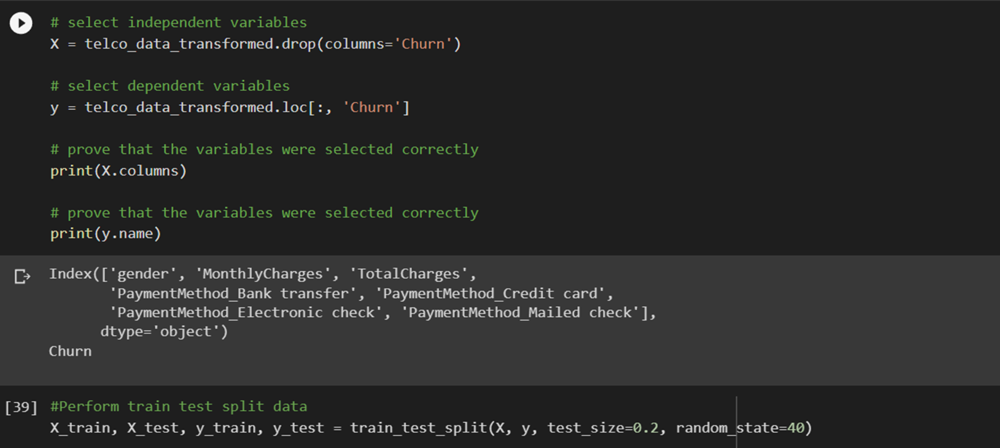 # select independent variables
X = telco_data_transformed.drop(columns='Churn')
# select dependent variables
y = telco_data_transformed.loc[:, 'Churn']
# prove that the variables were selected correctly
print(X.columns)
# prove that the variables were selected correctly
print(y.name)
Index(['gender', 'MonthlyCharges', 'TotalCharges',
'PaymentMethod_Bank transfer', 'PaymentMethod_Credit card',
'PaymentMethod_Electronic check', 'PaymentMethod_Mailed check'],
dtype='object')
Churn
[39] #Perform train test split data
X_train, X_test, y_train, y_test = train_test_split(X, y, test_size=0.2, random_state=40)